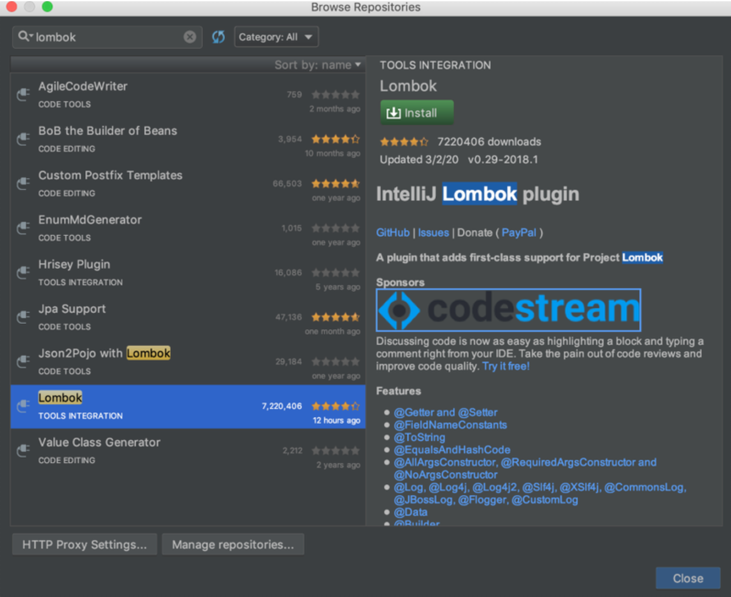 Browse Repositories
lombok
Category: All
Sort by: name
AgileCodeWriter
CODE TOOLS
759
2 months ago
BoB the Builder of Beans
CODE EDITING
3,954
10 months ago
Custom Postfix Templates
CODE EDITING
66,503
one year ago
EnumMdGenerator
CODE TOOLS
1,015
one year ago
Hrisey Plugin
TOOLS INTEGRATION
16,086
5 years ago
Jpa Support
CODE TOOLS
47,136
one month ago
Json2Pojo with Lombok
CODE TOOLS
29,184
one year ago
Lombok
TOOLS INTEGRATION
7,220,406
12 hours ago
Value Class Generator
CODE EDITING
2,212
2 years ago
TOOLS INTEGRATION
Lombok
Install
7220406 downloads
Updated 3/2/20 v0.29-2018.1
IntelliJ Lombok plugin
GitHub | Issues | Donate ( PayPal )
A plugin that adds first-class support for Project Lombok
Sponsors
codestream
Discussing code is now as easy as highlighting a block and typing a
comment right from your IDE. Take the pain out of code reviews and
improve code quality. Try it free!
Features
@Getter and @Setter
@FieldNameConstants
@ToString
@EqualsAndHashCode
@AllArgsConstructor, @RequiredArgsConstructor and
@NoArgsConstructor
@Log, @Log4j, @Log4j2, @Slf4j, @XSlf4j, @CommonsLog,
@JBossLog, @Flogger, @CustomLog
@Data
@Builder
HTTP Proxy Settings...
Manage repositories...
Close